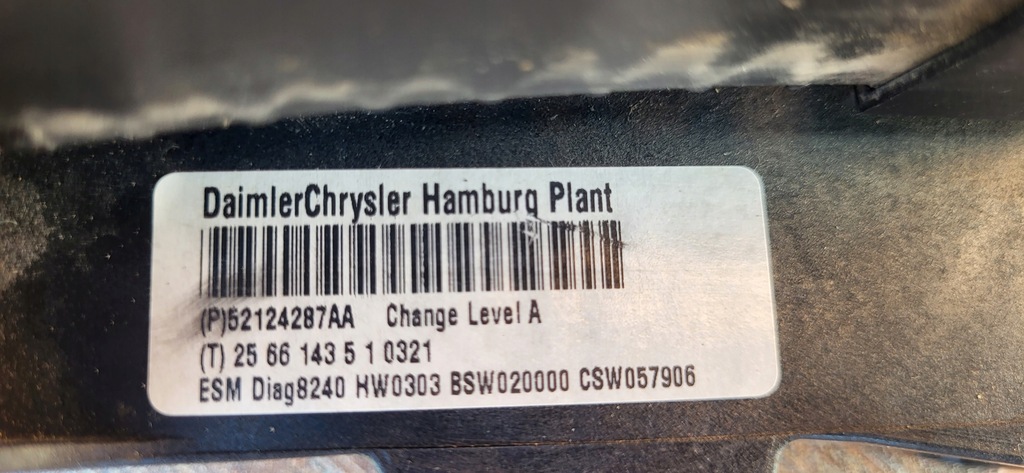 DaimlerChrysler Hamburg Plant
(P)52124287AA Change Level A
(T) 25 66 143 5 1 0321
ESM Diag8240 HW0303 BSW020000 CSW057906